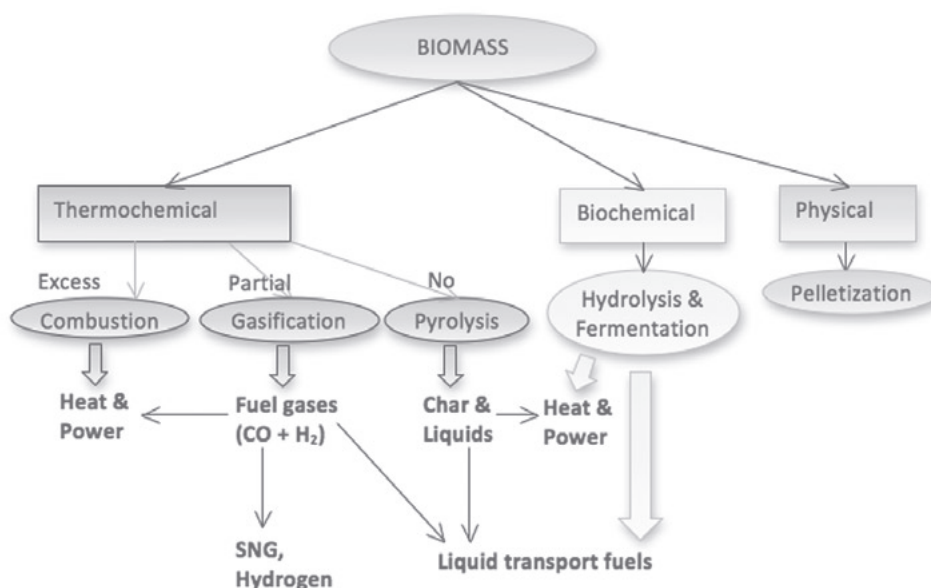 BIOMASS
Thermochemical
Biochemical
Physical
Excess
Partial
No
Combustion
Gasification
Pyrolysis
Hydrolysis &
Fermentation
Pelletization
Heat &
Power
Fuel gases
(CO + H₂)
Char &
Liquids
Heat &
Power
SNG,
Hydrogen
Liquid transport fuels